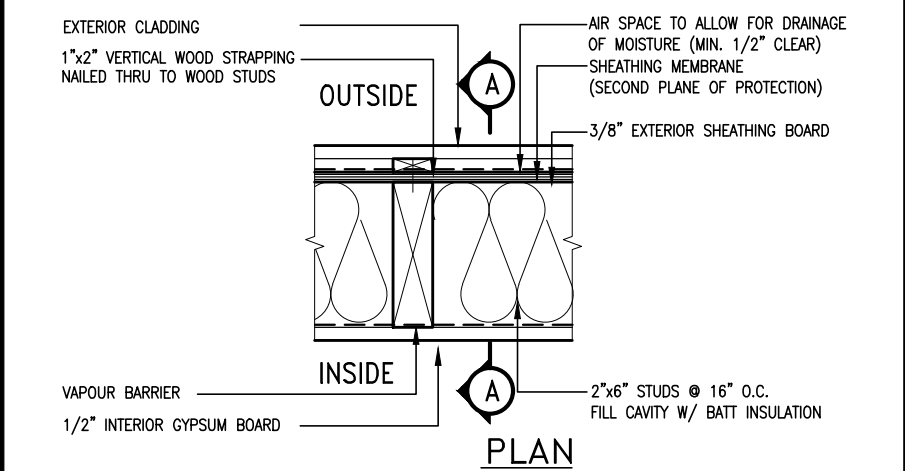 EXTERIOR CLADDING
1"x2" VERTICAL WOOD STRAPPING
NAILED THRU TO WOOD STUDS
OUTSIDE
A
AIR SPACE TO ALLOW FOR DRAINAGE
OF MOISTURE (MIN. 1/2" CLEAR)
SHEATHING MEMBRANE
(SECOND PLANE OF PROTECTION)
3/8" EXTERIOR SHEATHING BOARD
INSIDE
VAPOUR BARRIER
1/2" INTERIOR GYPSUM BOARD
A
2"x6" STUDS @ 16" O.C.
FILL CAVITY W/ BATT INSULATION
PLAN